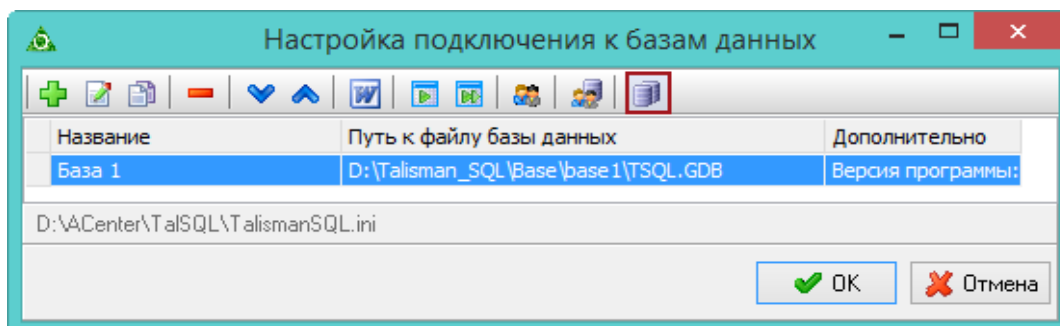 Настройка подключения к базам данных
Название Путь к файлу базы данных Дополнительно
База 1 D:\Talisman_SQL\Base\base1\TSQL.GDB Версия программы:
D:\ACenter\TalSQL\TalismanSQL.ini
OK Отмена